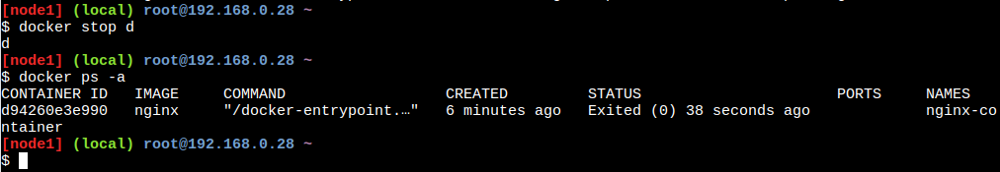 [node1] (local) root@192.168.0.28 ~
$ docker stop d
d
[node1] (local) root@192.168.0.28 ~
$ docker ps -a
CONTAINER ID   IMAGE     COMMAND                  CREATED         STATUS                      PORTS     NAMES
d94260e3e990   nginx     "/docker-entrypoint.…"   6 minutes ago   Exited (0) 38 seconds ago             nginx-co
ntainer
[node1] (local) root@192.168.0.28 ~
$